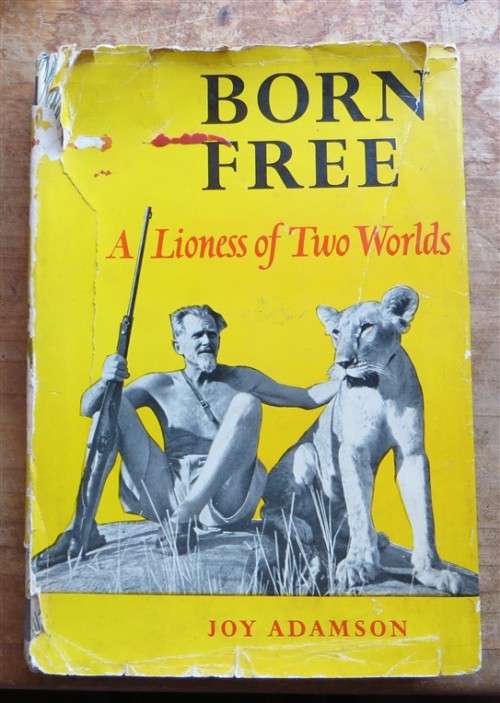 BORN
FREE
A Lioness of Two Worlds
JOY ADAMSON